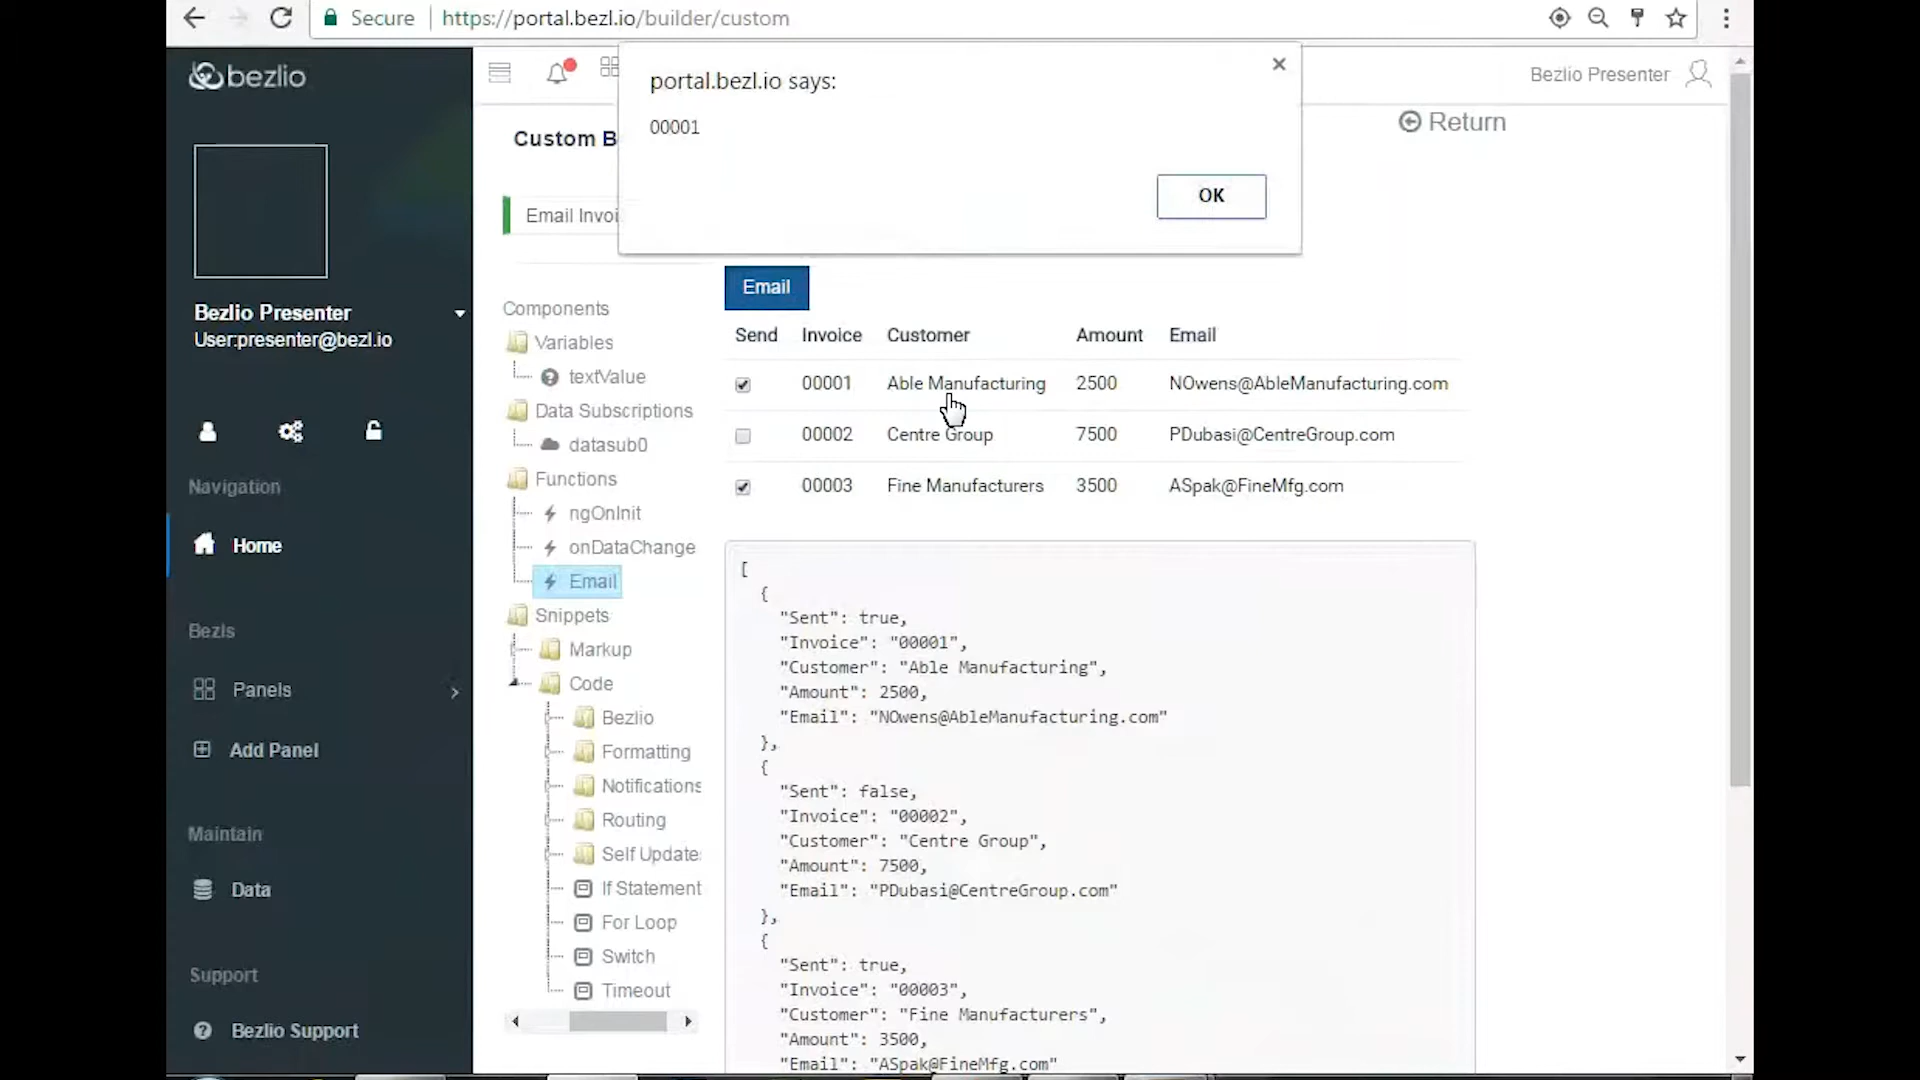 Secure https://portal.bezl.io/builder/custom
bezlio
Bezlio Presenter
portal.bezl.io says:
00001
OK
Return
Custom B
Email Invoi
Bezlio Presenter
User:presenter@bezl.io
Navigation
Home
Bezls
Panels
Add Panel
Maintain
Data
Support
Bezlio Support
Components
Variables
textValue
Data Subscriptions
datasub0
Functions
ngOnInit
onDataChange
Email
Snippets
Markup
Code
Bezlio
Formatting
Notifications
Routing
Self Update
If Statement
For Loop
Switch
Timeout
Email
Send Invoice Customer Amount Email
00001 Able Manufacturing 2500 NOwens@AbleManufacturing.com
00002 Centre Group 7500 PDubasi@CentreGroup.com
00003 Fine Manufacturers 3500 ASpak@FineMfg.com
[
{
"Sent": true,
"Invoice": "00001",
"Customer": "Able Manufacturing",
"Amount": 2500,
"Email": "NOwens@AbleManufacturing.com"
},
{
"Sent": false,
"Invoice": "00002",
"Customer": "Centre Group",
"Amount": 7500,
"Email": "PDubasi@CentreGroup.com"
},
{
"Sent": true,
"Invoice": "00003",
"Customer": "Fine Manufacturers",
"Amount": 3500,
"Email": "ASpak@FineMfg.com"